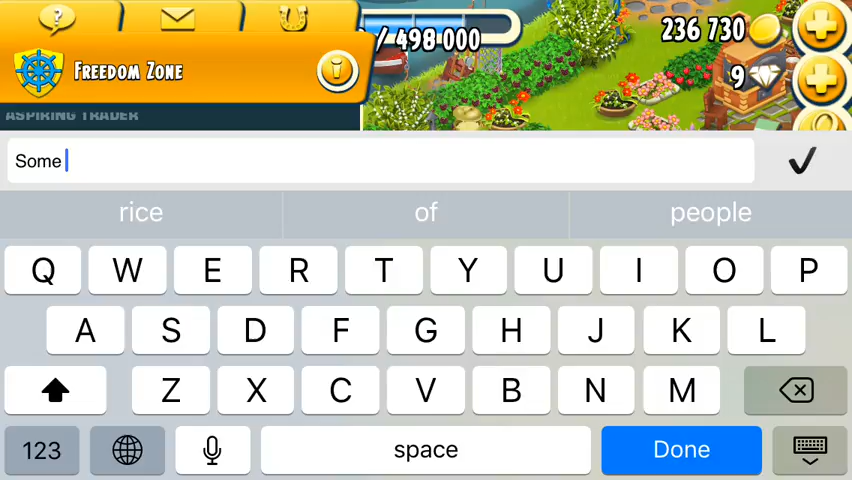 / 498 000
236 730
FREEDOM ZONE
9
ASPIRING TRADER
Some
rice of people
Q W E R T Y U I O P
A S D F G H J K L
Z X C V B N M
123 space Done